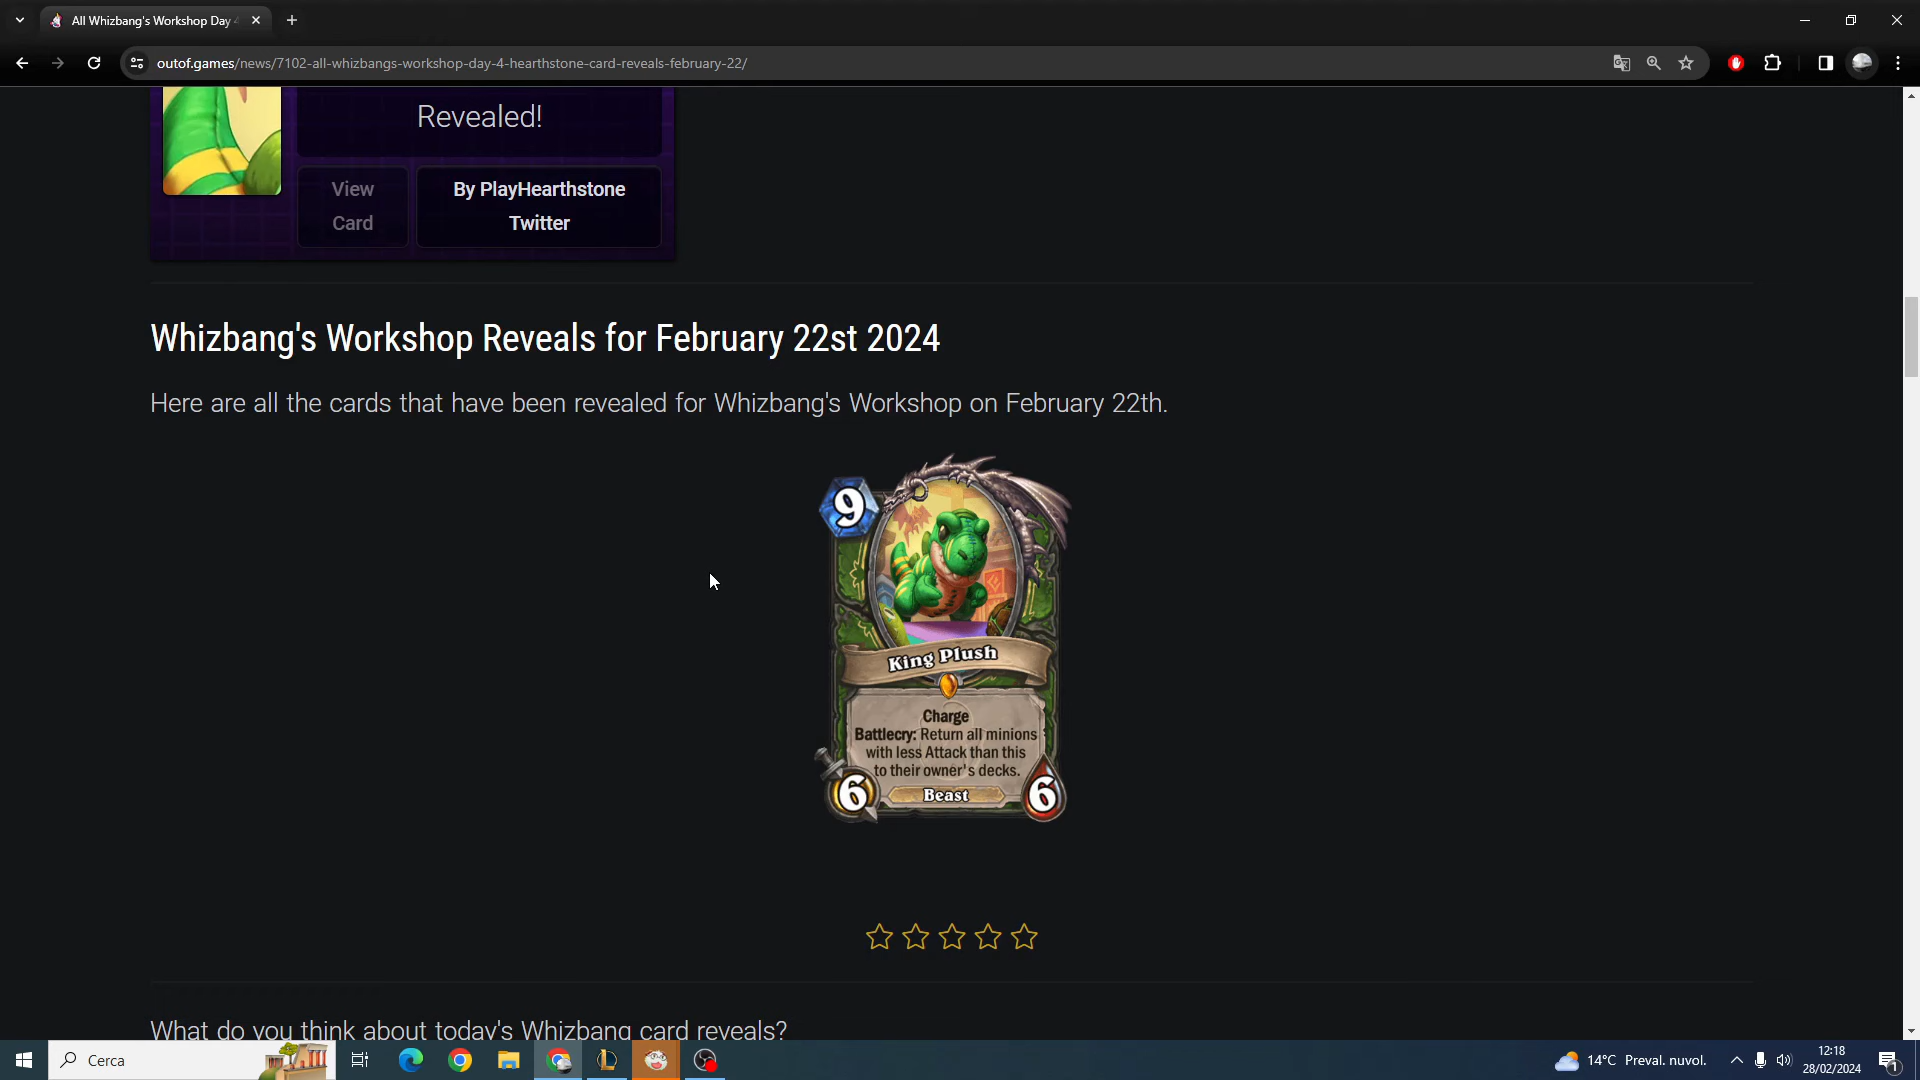 All Whizbang's Workshop Day
outof.games/news/7102-all-whizbangs-workshop-day-4-hearthstone-card-reveals-february-22/
Revealed!
View
Card
By PlayHearthstone
Twitter
Whizbang's Workshop Reveals for February 22st 2024
Here are all the cards that have been revealed for Whizbang's Workshop on February 22th.
9
King Plush
Charge
Battlecry: Return all minions
with less Attack than this
to their owner's decks.
6
Beast
6
What do you think about today's Whizbang card reveals?
Cerca
14°C Preval. nuvol.
12:18
28/02/2024
1